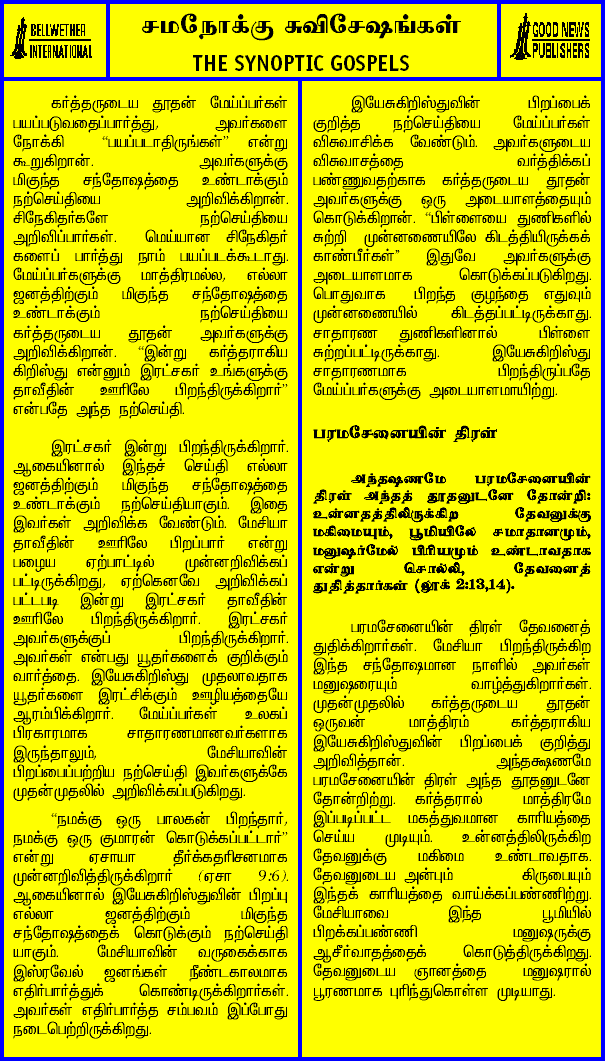 BELLWETHER
INTERNATIONAL
சமநோக்கு சுவிசேஷங்கள்
THE SYNOPTIC GOSPELS
GOOD NEWS
PUBLISHERS
கர்த்தருடைய தூதன் மேய்ப்பர்கள்
பயப்படுவதைப்பார்த்து, அவர்களை
நோக்கி “பயப்படாதிருங்கள்” என்று
கூறுகிறான். அவர்களுக்கு
மிகுந்த சந்தோஷத்தை உண்டாக்கும்
நற்செய்தியை அறிவிக்கிறான்.
சிநேகிதர்களே நற்செய்தியை
அறிவிப்பார்கள். மெய்யான சிநேகிதர்
களைப் பார்த்து நாம் பயப்படக்கூடாது.
மேய்ப்பர்களுக்கு மாத்திரமல்ல, எல்லா
ஜனத்திற்கும் மிகுந்த சந்தோஷத்தை
உண்டாக்கும் நற்செய்தியை
கர்த்தருடைய தூதன் அவர்களுக்கு
அறிவிக்கிறான். “இன்று கர்த்தராகிய
கிறிஸ்து என்னும் இரட்சகர் உங்களுக்கு
தாவீதின் ஊரிலே பிறந்திருக்கிறார்”
என்பதே அந்த நற்செய்தி.
இரட்சகர் இன்று பிறந்திருக்கிறார்.
ஆகையினால் இந்தச் செய்தி எல்லா
ஜனத்திற்கும் மிகுந்த சந்தோஷத்தை
உண்டாக்கும் நற்செய்தியாகும். இதை
இவர்கள் அறிவிக்க வேண்டும். மேசியா
தாவீதின் ஊரிலே பிறப்பார் என்று
பழைய ஏற்பாட்டில் முன்னறிவிக்கப்
பட்டிருக்கிறது, ஏற்கெனவே அறிவிக்கப்
பட்டபடி இன்று இரட்சகர் தாவீதின்
ஊரிலே பிறந்திருக்கிறார். இரட்சகர்
அவர்களுக்குப் பிறந்திருக்கிறார்.
அவர்கள் என்பது யூதர்களைக் குறிக்கும்
வார்த்தை. இயேசுகிறிஸ்து முதலாவதாக
யூதர்களை இரட்சிக்கும் ஊழியத்தையே
ஆரம்பிக்கிறார். மேய்ப்பர்கள் உலகப்
பிரகாரமாக சாதாரணமானவர்களாக
இருந்தாலும், மேசியாவின்
பிறப்பைப்பற்றிய நற்செய்தி இவர்களுக்கே
முதன்முதலில் அறிவிக்கப்படுகிறது.
“நமக்கு ஒரு பாலகன் பிறந்தார்,
நமக்கு ஒரு குமாரன் கொடுக்கப்பட்டார்”
என்று ஏசாயா தீர்க்கதரிசனமாக
முன்னறிவித்திருக்கிறார் (ஏசா 9:6).
ஆகையினால் இயேசுகிறிஸ்துவின் பிறப்பு
எல்லா ஜனத்திற்கும் மிகுந்த
சந்தோஷத்தைக் கொடுக்கும் நற்செய்தி
யாகும். மேசியாவின் வருகைக்காக
இஸ்ரவேல் ஜனங்கள் நீண்டகாலமாக
எதிர்பார்த்துக் கொண்டிருக்கிறார்கள்.
அவர்கள் எதிர்பார்த்த சம்பவம் இப்போது
நடைபெற்றிருக்கிறது.
இயேசுகிறிஸ்துவின் பிறப்பைக்
குறித்த நற்செய்தியை மேய்ப்பர்கள்
விசுவாசிக்க வேண்டும். அவர்களுடைய
விசுவாசத்தை வர்த்திக்கப்
பண்ணுவதற்காக கர்த்தருடைய தூதன்
அவர்களுக்கு ஒரு அடையாளத்தையும்
கொடுக்கிறான். “பிள்ளையை துணிகளில்
சுற்றி முன்னணையிலே கிடத்தியிருக்கக்
காண்பீர்கள்” இதுவே அவர்களுக்கு
அடையாளமாக கொடுக்கப்படுகிறது.
பொதுவாக பிறந்த குழந்தை எதுவும்
முன்னணையில் கிடத்தப்பட்டிருக்காது.
சாதாரண துணிகளினால் பிள்ளை
சுற்றப்பட்டிருக்காது. இயேசுகிறிஸ்து
சாதாரணமாக பிறந்திருப்பதே
மேய்ப்பர்களுக்கு அடையாளமாயிற்று.
பரமசேனையின் திரள்
அந்தஷணமே பரமசேனையின்
திரள் அந்தத் தூதனுடனே தோன்றி:
உன்னதத்திலிருக்கிற தேவனுக்கு
மகிமையும், பூமியிலே சமாதானமும்,
மனுஷர்மேல் பிரியமும் உண்டாவதாக
என்று சொல்லி, தேவனைத்
துதித்தார்கள் (லூக் 2:13,14).
பரமசேனையின் திரள் தேவனைத்
துதிக்கிறார்கள். மேசியா பிறந்திருக்கிற
இந்த சந்தோஷமான நாளில் அவர்கள்
மனுஷரையும் வாழ்த்துகிறார்கள்.
முதன்முதலில் கர்த்தருடைய தூதன்
ஒருவன் மாத்திரம் கர்த்தராகிய
இயேசுகிறிஸ்துவின் பிறப்பைக் குறித்து
அறிவித்தான். அந்தக்ஷணமே
பரமசேனையின் திரள் அந்த தூதனுடனே
தோன்றிற்று. கர்த்தரால் மாத்திரமே
இப்படிப்பட்ட மகத்துவமான காரியத்தை
செய்ய முடியும். உன்னத்திலிருக்கிற
தேவனுக்கு மகிமை உண்டாவதாக.
தேவனுடைய அன்பும் கிருபையும்
இந்தக் காரியத்தை வாய்க்கப்பண்ணிற்று.
மேசியாவை இந்த பூமியில்
பிறக்கப்பண்ணி மனுஷருக்கு
ஆசீர்வாதத்தைக் கொடுத்திருக்கிறது.
தேவனுடைய ஞானத்தை மனுஷரால்
பூரணமாக புரிந்துகொள்ள முடியாது.